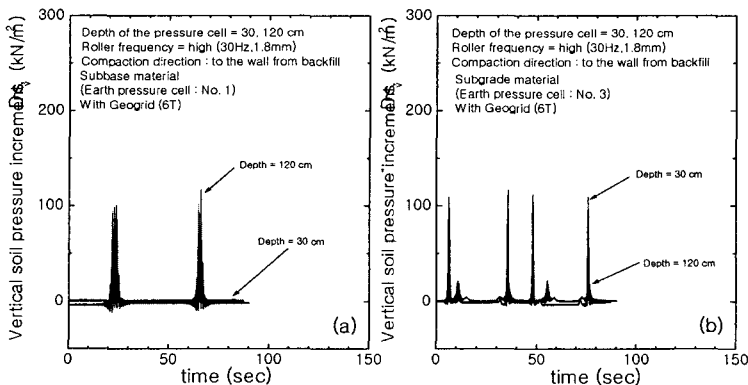 Vertical soil pressure increment, (kN/m²)
300
200
100
0
Depth of the pressure cell = 30, 120 cm
Roller frequency = high (30Hz,1.8mm)
Compaction direction : to the wall from backfill
Subbase material
(Earth pressure cell : No. 1)
With Geogrid (6T)
Depth = 120 cm
Depth = 30 cm
(a)
0 50 100 150
time (sec)
Vertical soil pressure increment, (kN/m²)
300
200
100
0
Depth of the pressure cell = 30, 120 cm
Roller frequency = high (30Hz,1.8mm)
Compaction direction : to the wall from backfill
Subgrade material
(Earth pressure cell : No. 3)
With Geogrid (6T)
Depth = 30 cm
Depth = 120 cm
(b)
0 50 100 150
time (sec)